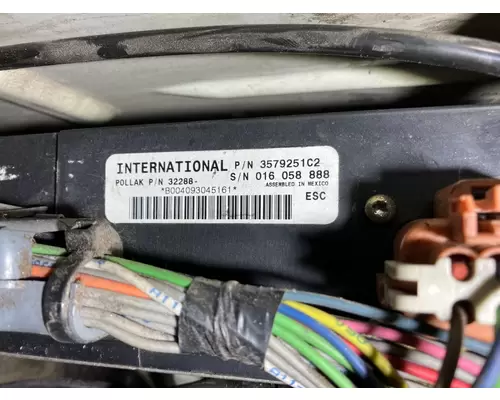 INTERNATIONAL P/N 3579251C2
POLLAK P/N 32288- S/N 016 058 888
*B004093045161* ASSEMBLED IN MEXICO
ESC